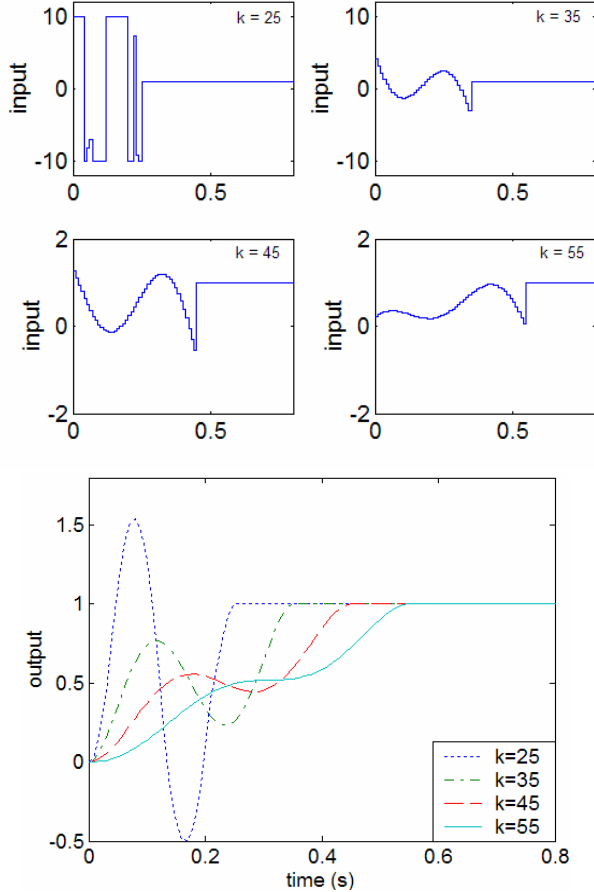 k = 25
10
0
-10
input
0
0.5
k = 35
10
0
-10
input
0
0.5
k = 45
2
0
-2
input
0
0.5
k = 55
2
0
-2
input
0
0.5
1.5
1
0.5
0
-0.5
output
k=25
k=35
k=45
k=55
0
0.2
0.4
0.6
0.8
time (s)